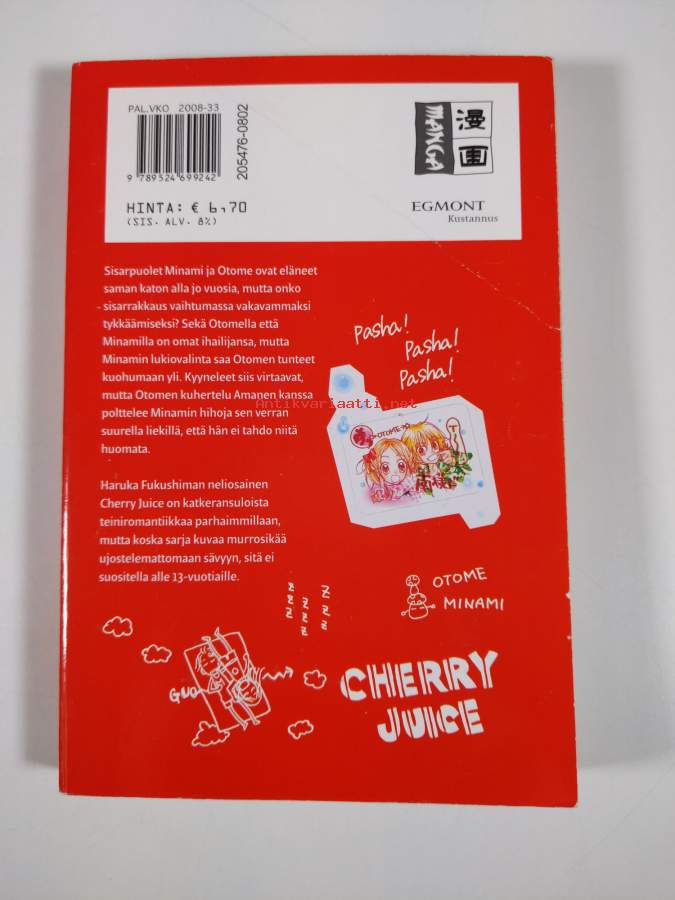 PAL.VKO 2008-33
9 789524 699242
205476-0802
HINTA: € 6,70
(SIS. ALV. 8%)
漫画
MANGA
EGMONT
Kustannus
Sisarpuolet Minami ja Otome ovat eläneet
saman katon alla jo vuosia, mutta onko
sisarrakkaus vaihtumassa vakavammaksi
tykkäämiseksi? Sekä Otomella että
Minamilla on omat ihailijansa, mutta
Minamin lukiovalinta saa Otomen tunteet
kuohumaan yli. Kyyneleet siis virtaavat,
mutta Otomen kuhertelu Amanen kanssa
polttelee Minamin hihoja sen verran
suurella liekillä, että hän ei tahdo niitä
huomata.
Haruka Fukushiman neliosainen
Cherry Juice on katkeransuloista
teiniromantiikkaa parhaimmillaan,
mutta koska sarja kuvaa murrosikää
ujostelemattomaan sävyyn, sitä ei
suositella alle 13-vuotiaille.
Pasha!
Pasha!
Pasha!
Antikvariaatti.net
OTOME
OTOME
MINAMI
zzz
zzz
zzz
GUO
CHERRY
JUICE